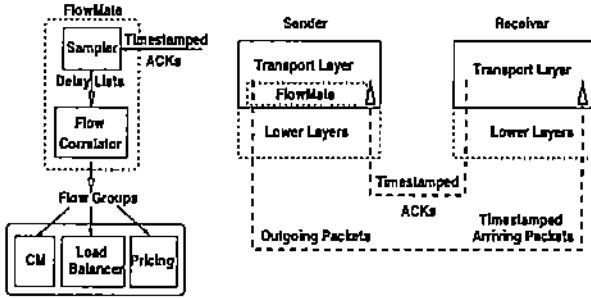 FlowMate
Sampler
Timestamped
ACKs
Delay Lists
Flow
Correlator
Flow Groups
CM
Load
Balancer
Pricing
Sender
Receiver
Transport Layer
FlowMate
Lower Layers
Transport Layer
Lower Layers
Timestamped
ACKs
Outgoing Packets
Timestamped
Arriving Packets